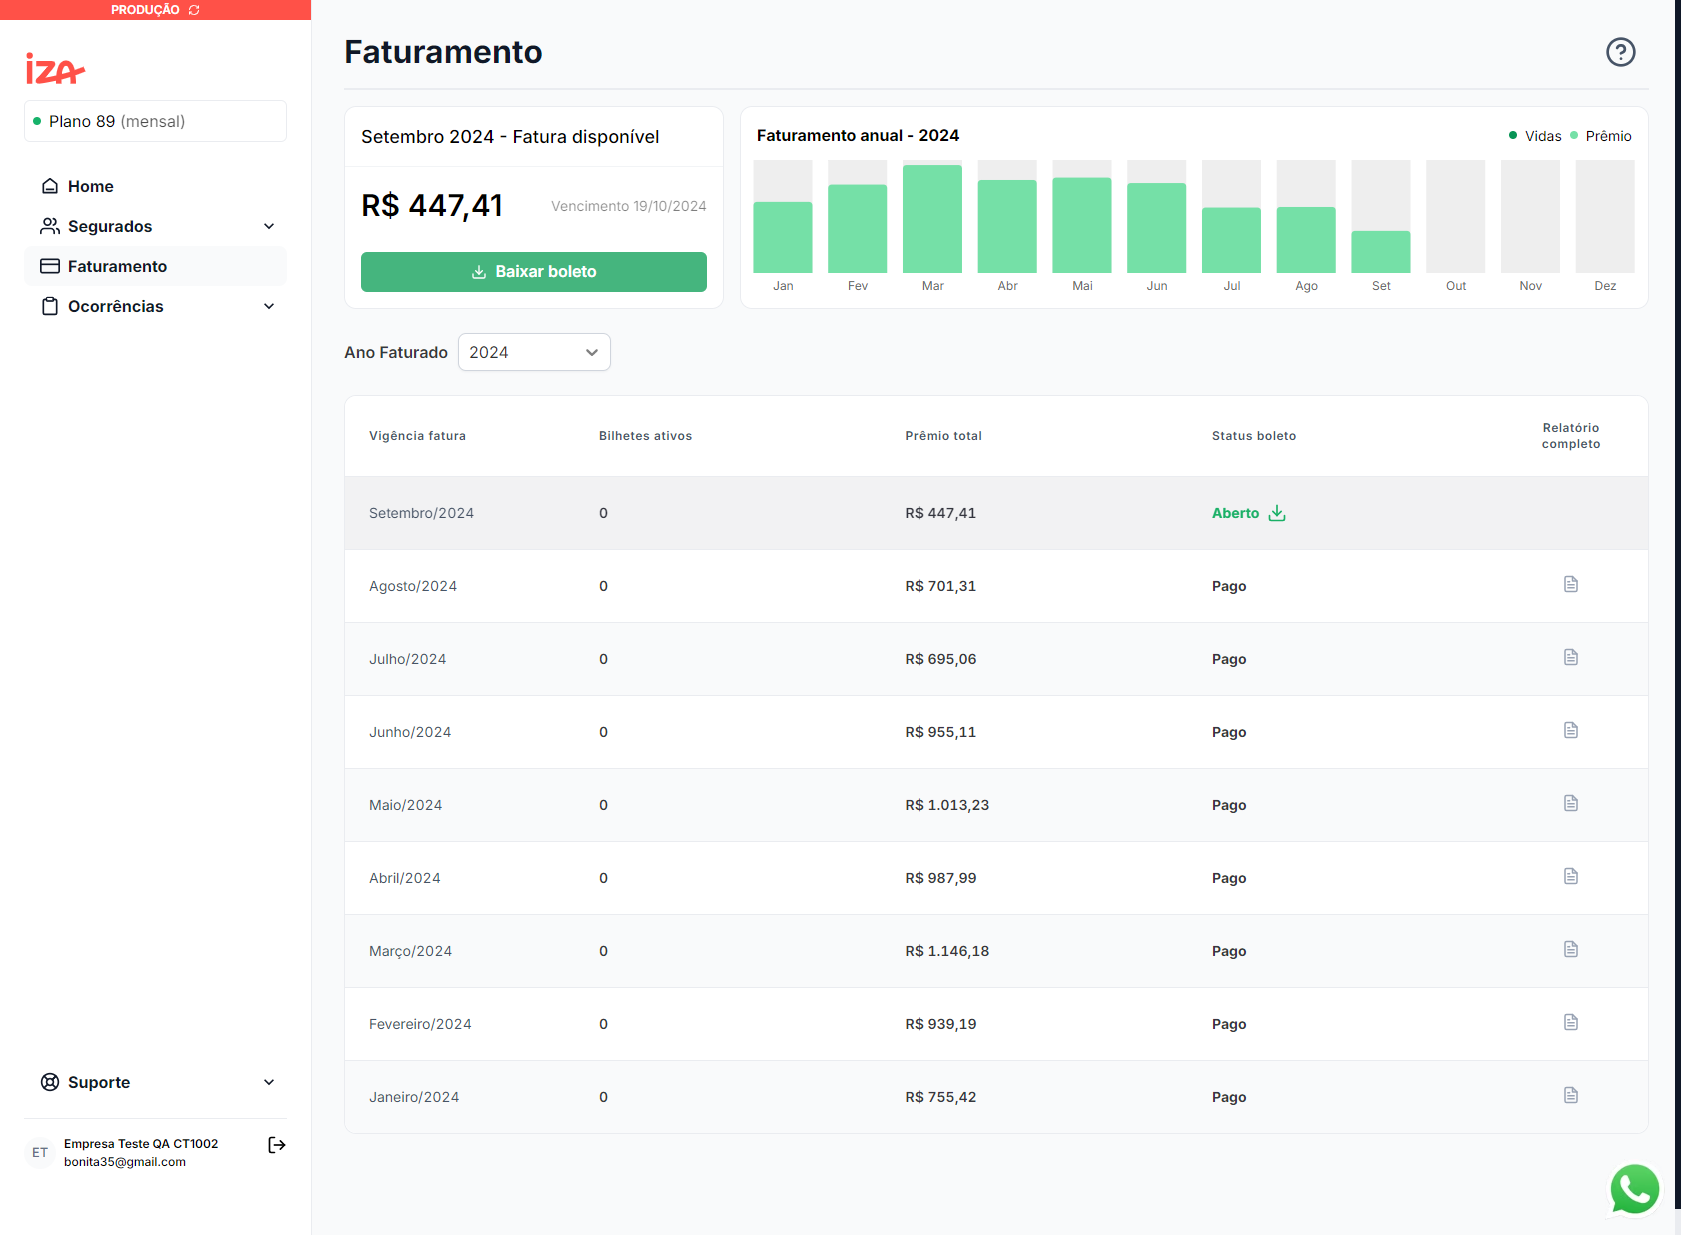 PRODUÇÃO
iza
Plano 89 (mensal)
Home
Segurados
Faturamento
Ocorrências
Suporte
ET
Empresa Teste QA CT1002
bonita35@gmail.com
Faturamento
Setembro 2024 - Fatura disponível
R$ 447,41 Vencimento 19/10/2024
Baixar boleto
Faturamento anual - 2024 Vidas Prêmio
Jan Fev Mar Abr Mai Jun Jul Ago Set Out Nov Dez
Ano Faturado 2024
Vigência fatura Bilhetes ativos Prêmio total Status boleto Relatório completo
Setembro/2024 0 R$ 447,41 Aberto
Agosto/2024 0 R$ 701,31 Pago
Julho/2024 0 R$ 695,06 Pago
Junho/2024 0 R$ 955,11 Pago
Maio/2024 0 R$ 1.013,23 Pago
Abril/2024 0 R$ 987,99 Pago
Março/2024 0 R$ 1.146,18 Pago
Fevereiro/2024 0 R$ 939,19 Pago
Janeiro/2024 0 R$ 755,42 Pago